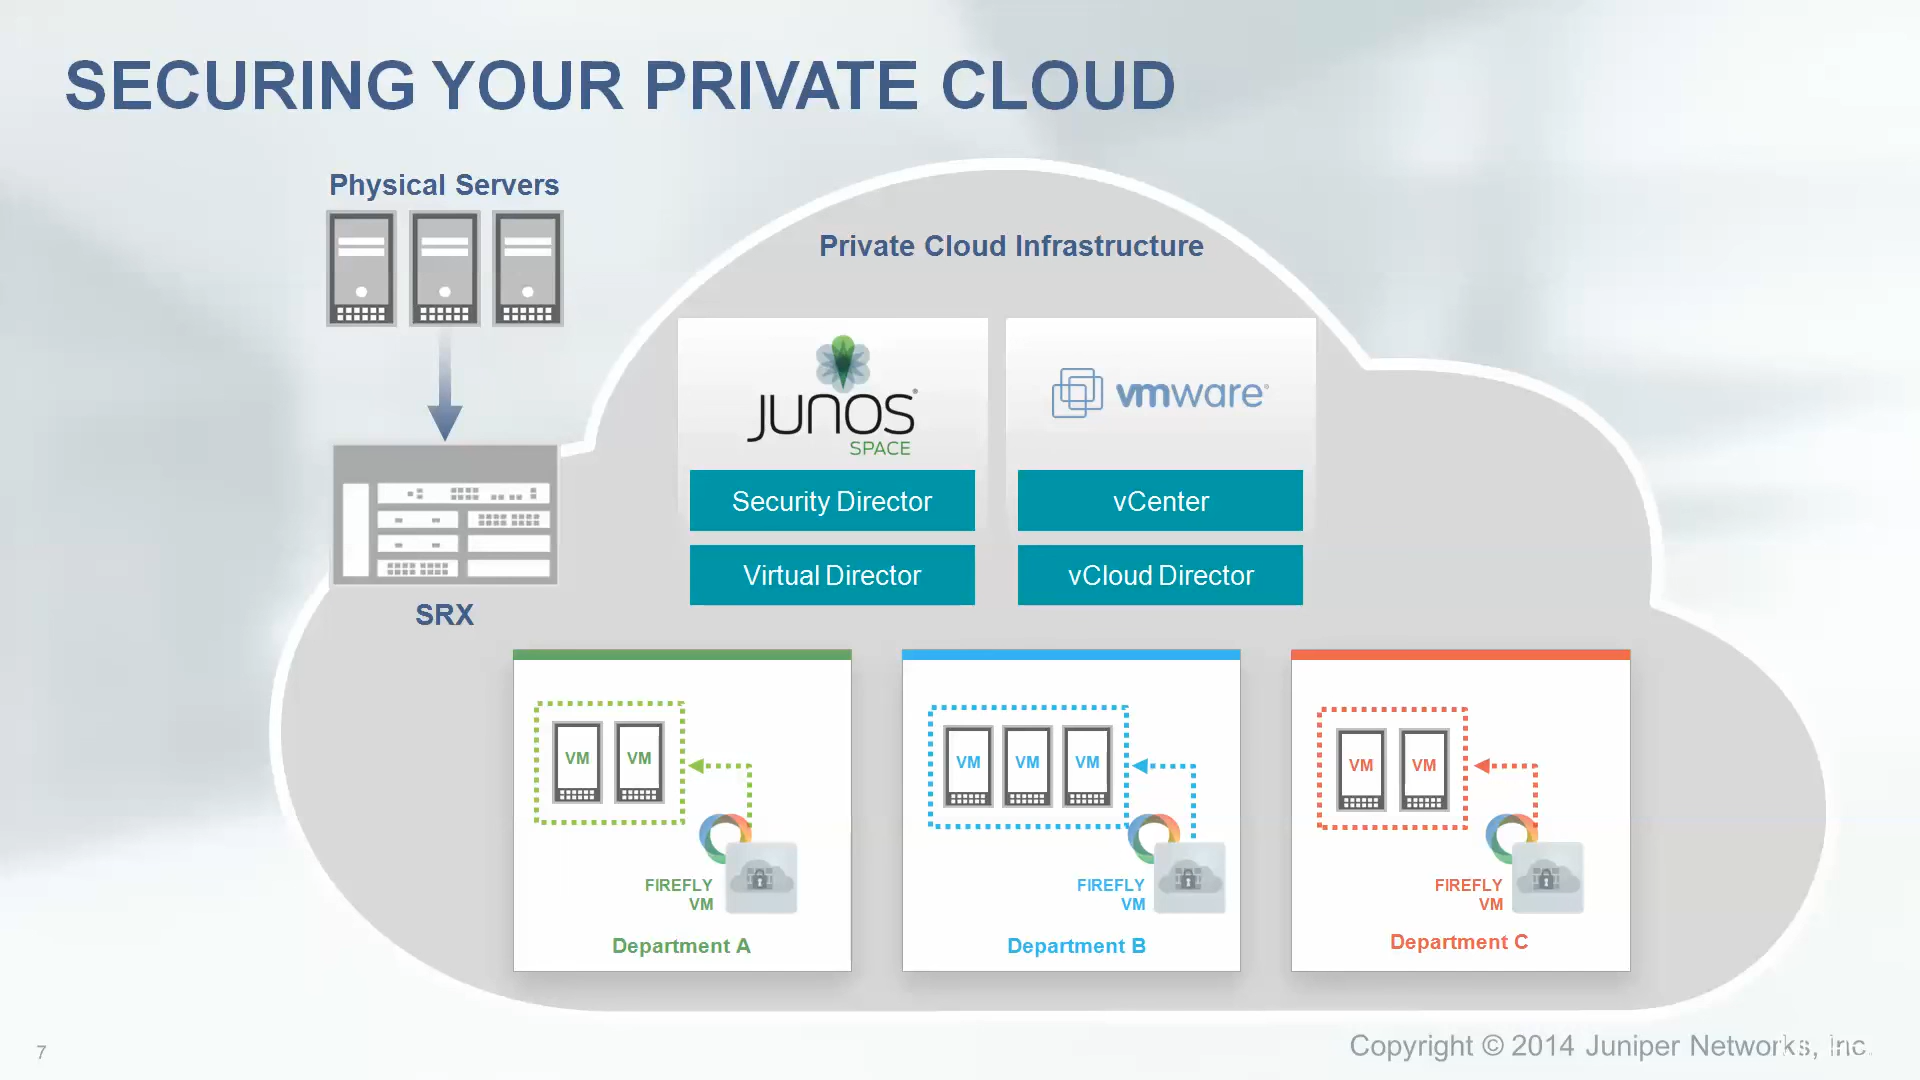 SECURING YOUR PRIVATE CLOUD
Physical Servers
Private Cloud Infrastructure
JUNOS®
SPACE
vmware®
Security Director
vCenter
Virtual Director
vCloud Director
SRX
VM VM
VM VM VM
VM VM
FIREFLY
VM
FIREFLY
VM
FIREFLY
VM
Department A
Department B
Department C
7
Copyright © 2014 Juniper Networks, Inc.